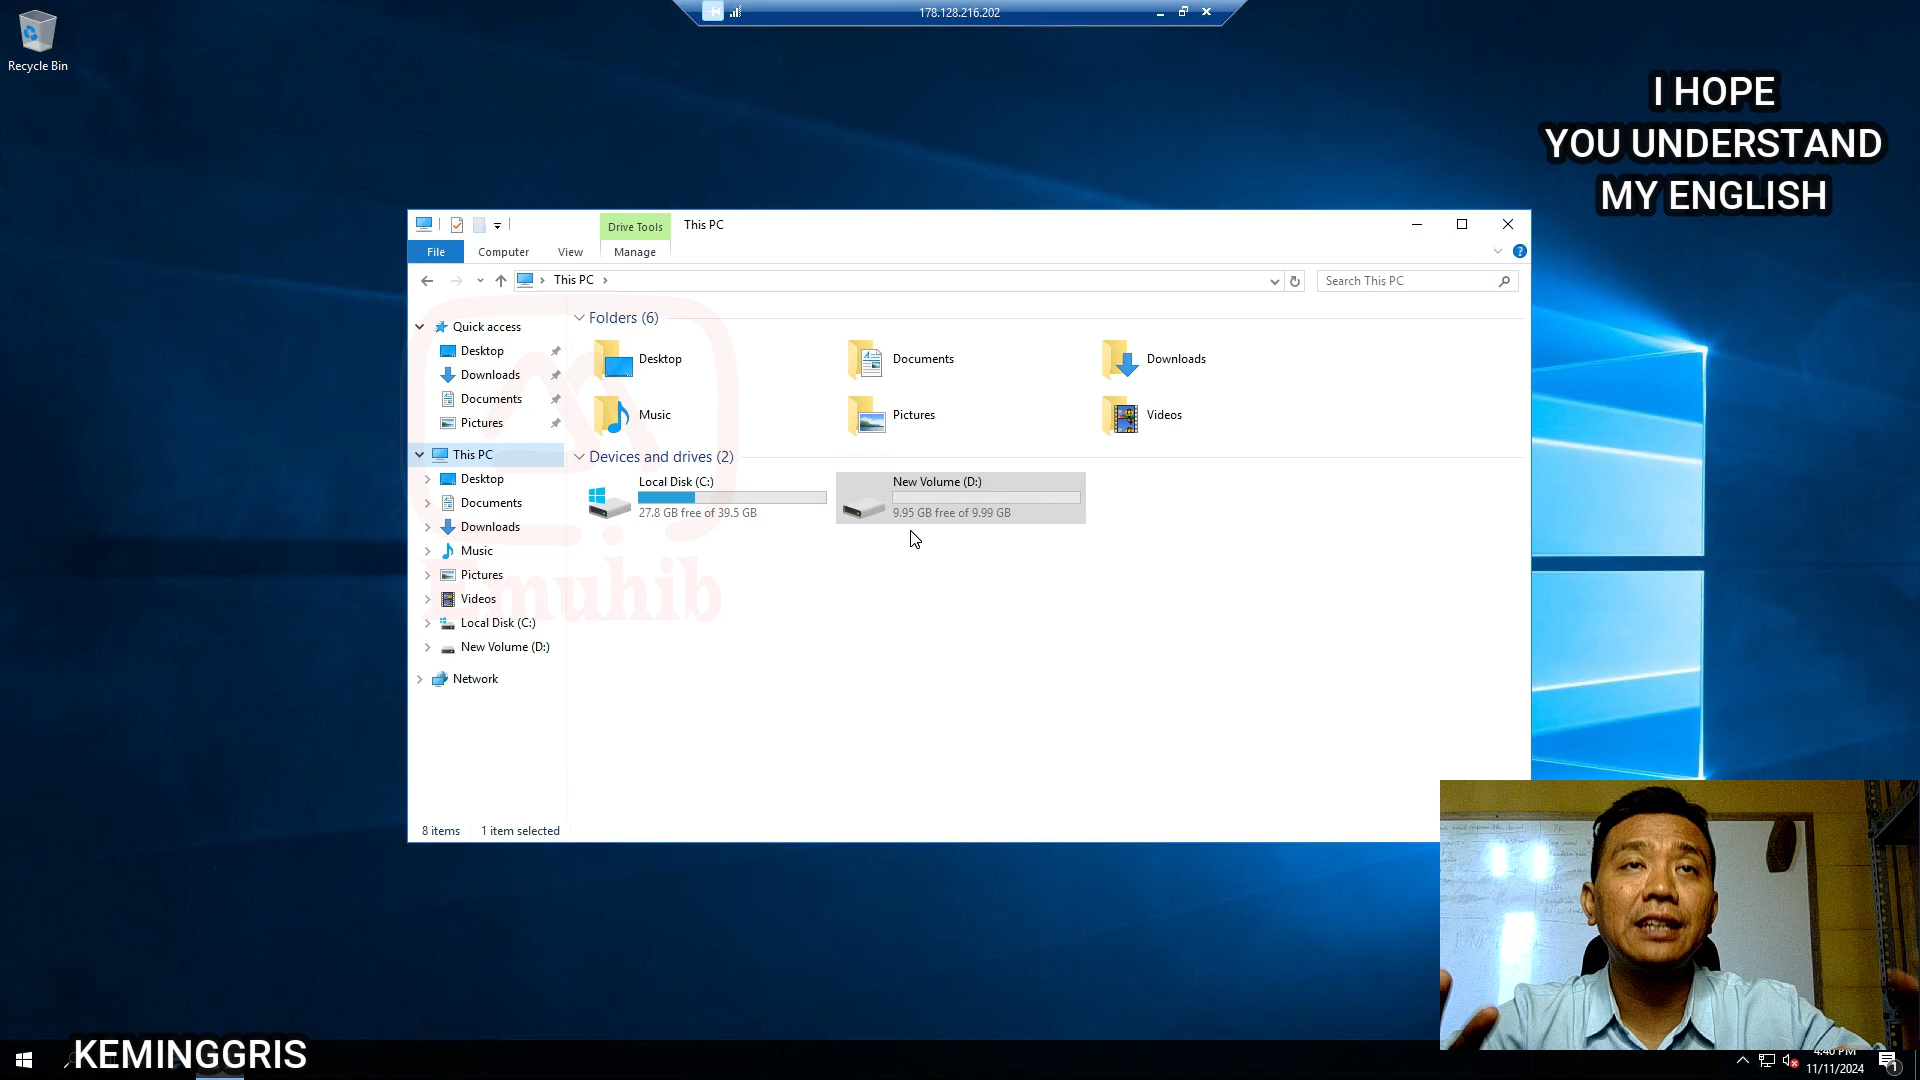 178.128.216.202
Recycle Bin
I HOPE
YOU UNDERSTAND
MY ENGLISH
Drive Tools
This PC
File
Computer
View
Manage
This PC
Search This PC
Quick access
Desktop
Downloads
Documents
Pictures
This PC
Desktop
Documents
Downloads
Music
Pictures
Videos
Local Disk (C:)
New Volume (D:)
Network
Folders (6)
Desktop
Documents
Downloads
Music
Pictures
Videos
Devices and drives (2)
Local Disk (C:)
27.8 GB free of 39.5 GB
New Volume (D:)
9.95 GB free of 9.99 GB
8 items
1 item selected
KEMINGGRIS
4:40 PM
11/11/2024
1